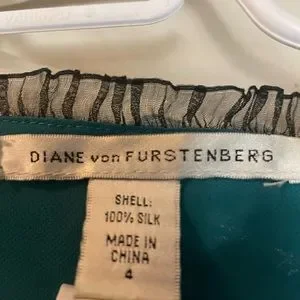 DIANE von FURSTENBERG
SHELL:
100% SILK
MADE IN
CHINA
4